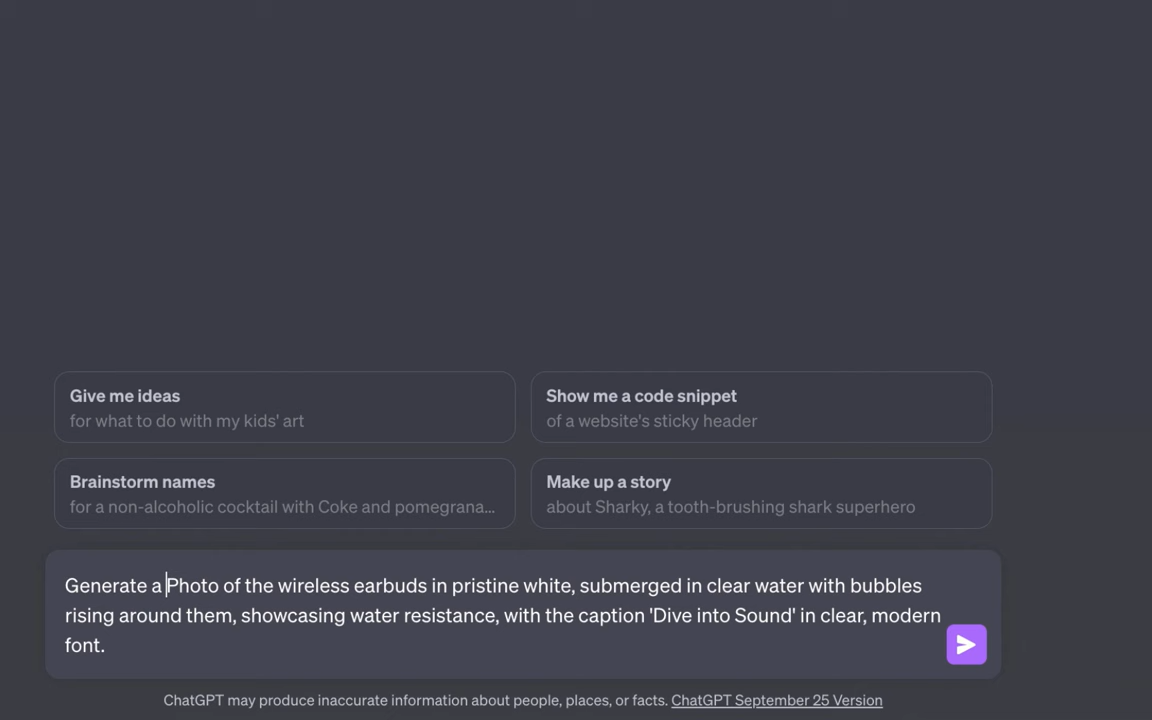 Give me ideas
for what to do with my kids' art
Show me a code snippet
of a website's sticky header
Brainstorm names
for a non-alcoholic cocktail with Coke and pomegrana...
Make up a story
about Sharky, a tooth-brushing shark superhero
Generate a Photo of the wireless earbuds in pristine white, submerged in clear water with bubbles
rising around them, showcasing water resistance, with the caption 'Dive into Sound' in clear, modern
font.
ChatGPT may produce inaccurate information about people, places, or facts. ChatGPT September 25 Version